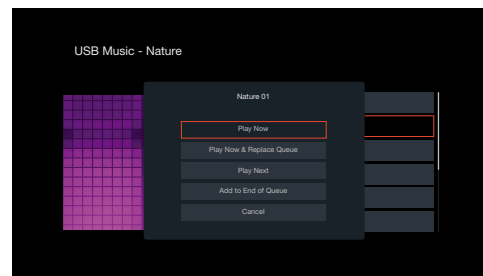 USB Music - Nature
Nature 01
Play Now
Play Now & Replace Queue
Play Next
Add to End of Queue
Cancel